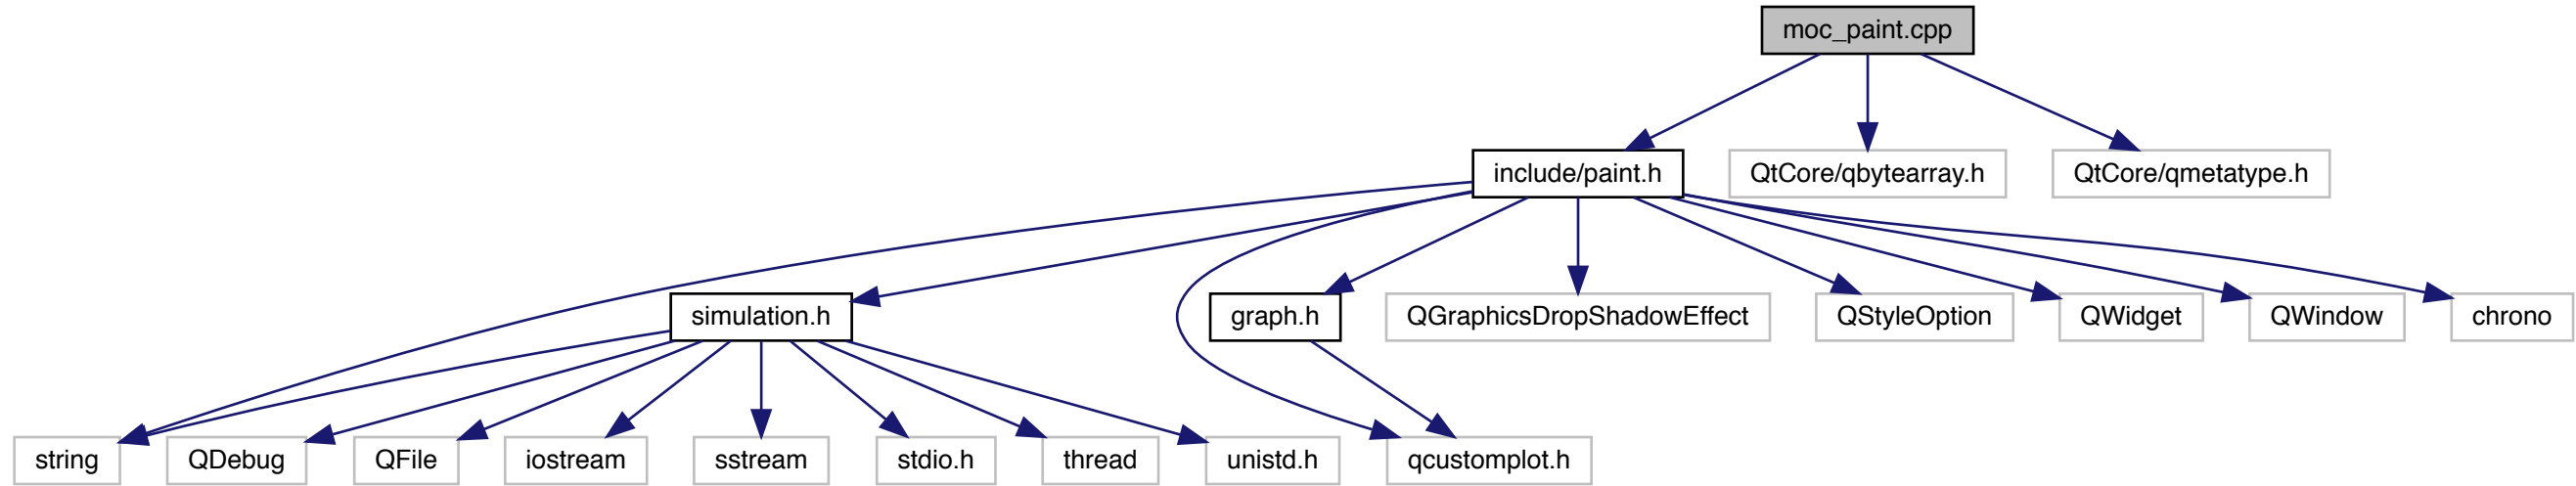 moc_paint.cpp
include/paint.h
QtCore/qbytearray.h
QtCore/qmetatype.h
simulation.h
graph.h
QGraphicsDropShadowEffect
QStyleOption
QWidget
QWindow
chrono
string
QDebug
QFile
iostream
sstream
stdio.h
thread
unistd.h
qcustomplot.h